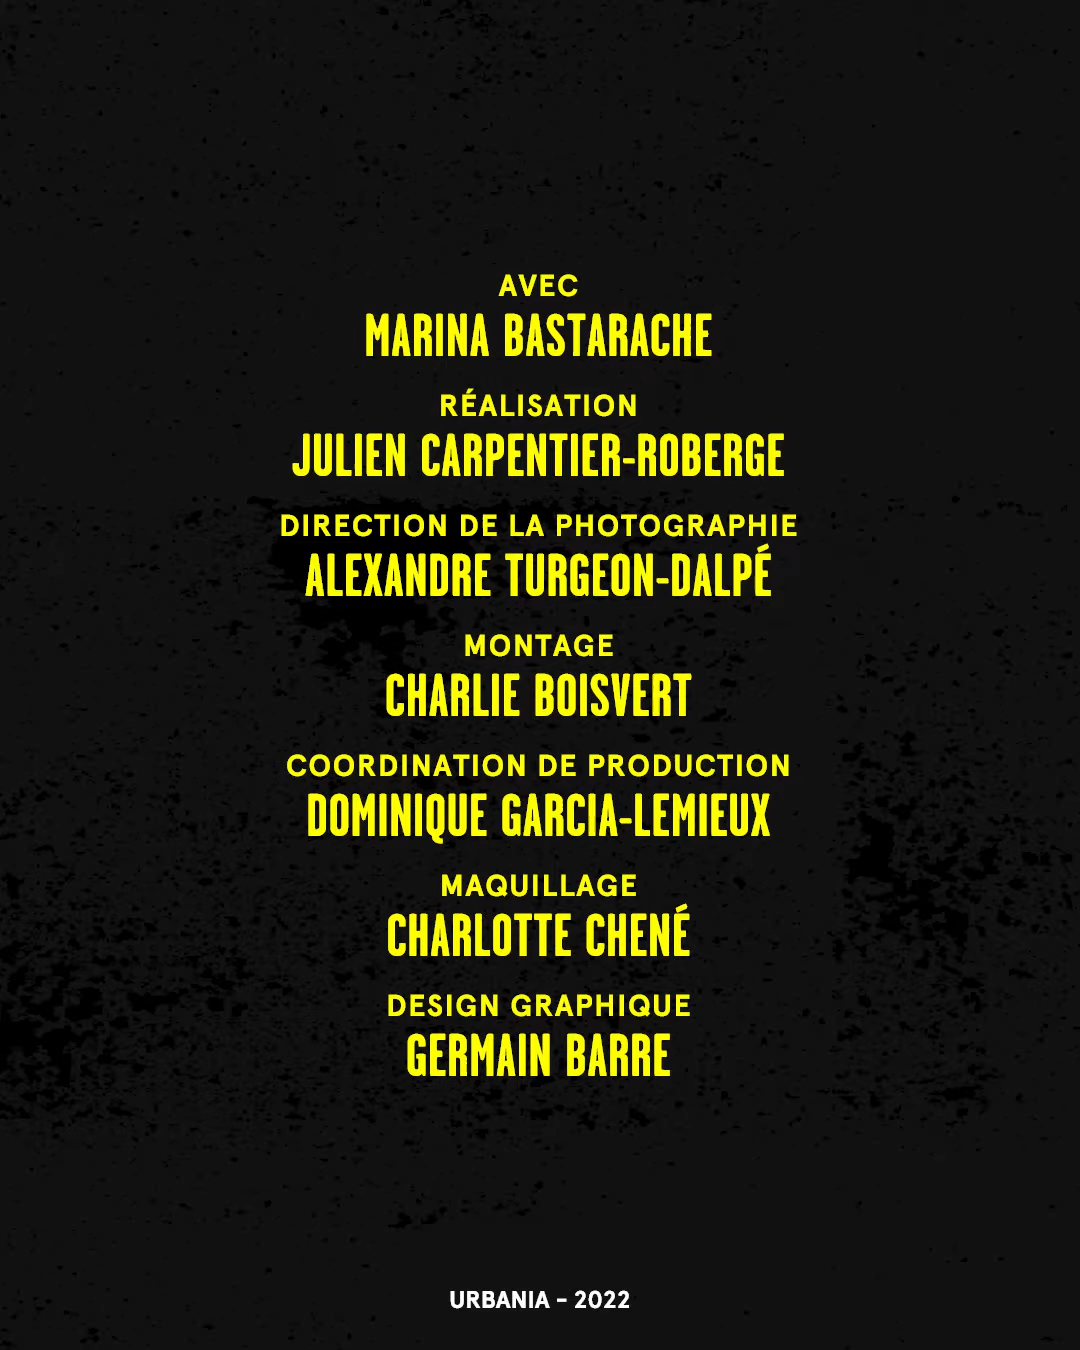 AVEC
MARINA BASTARACHE
RÉALISATION
JULIEN CARPENTIER-ROBERGE
DIRECTION DE LA PHOTOGRAPHIE
ALEXANDRE TURGEON-DALPÉ
MONTAGE
CHARLIE BOISVERT
COORDINATION DE PRODUCTION
DOMINIQUE GARCIA-LEMIEUX
MAQUILLAGE
CHARLOTTE CHENÉ
DESIGN GRAPHIQUE
GERMAIN BARRE
URBANIA – 2022